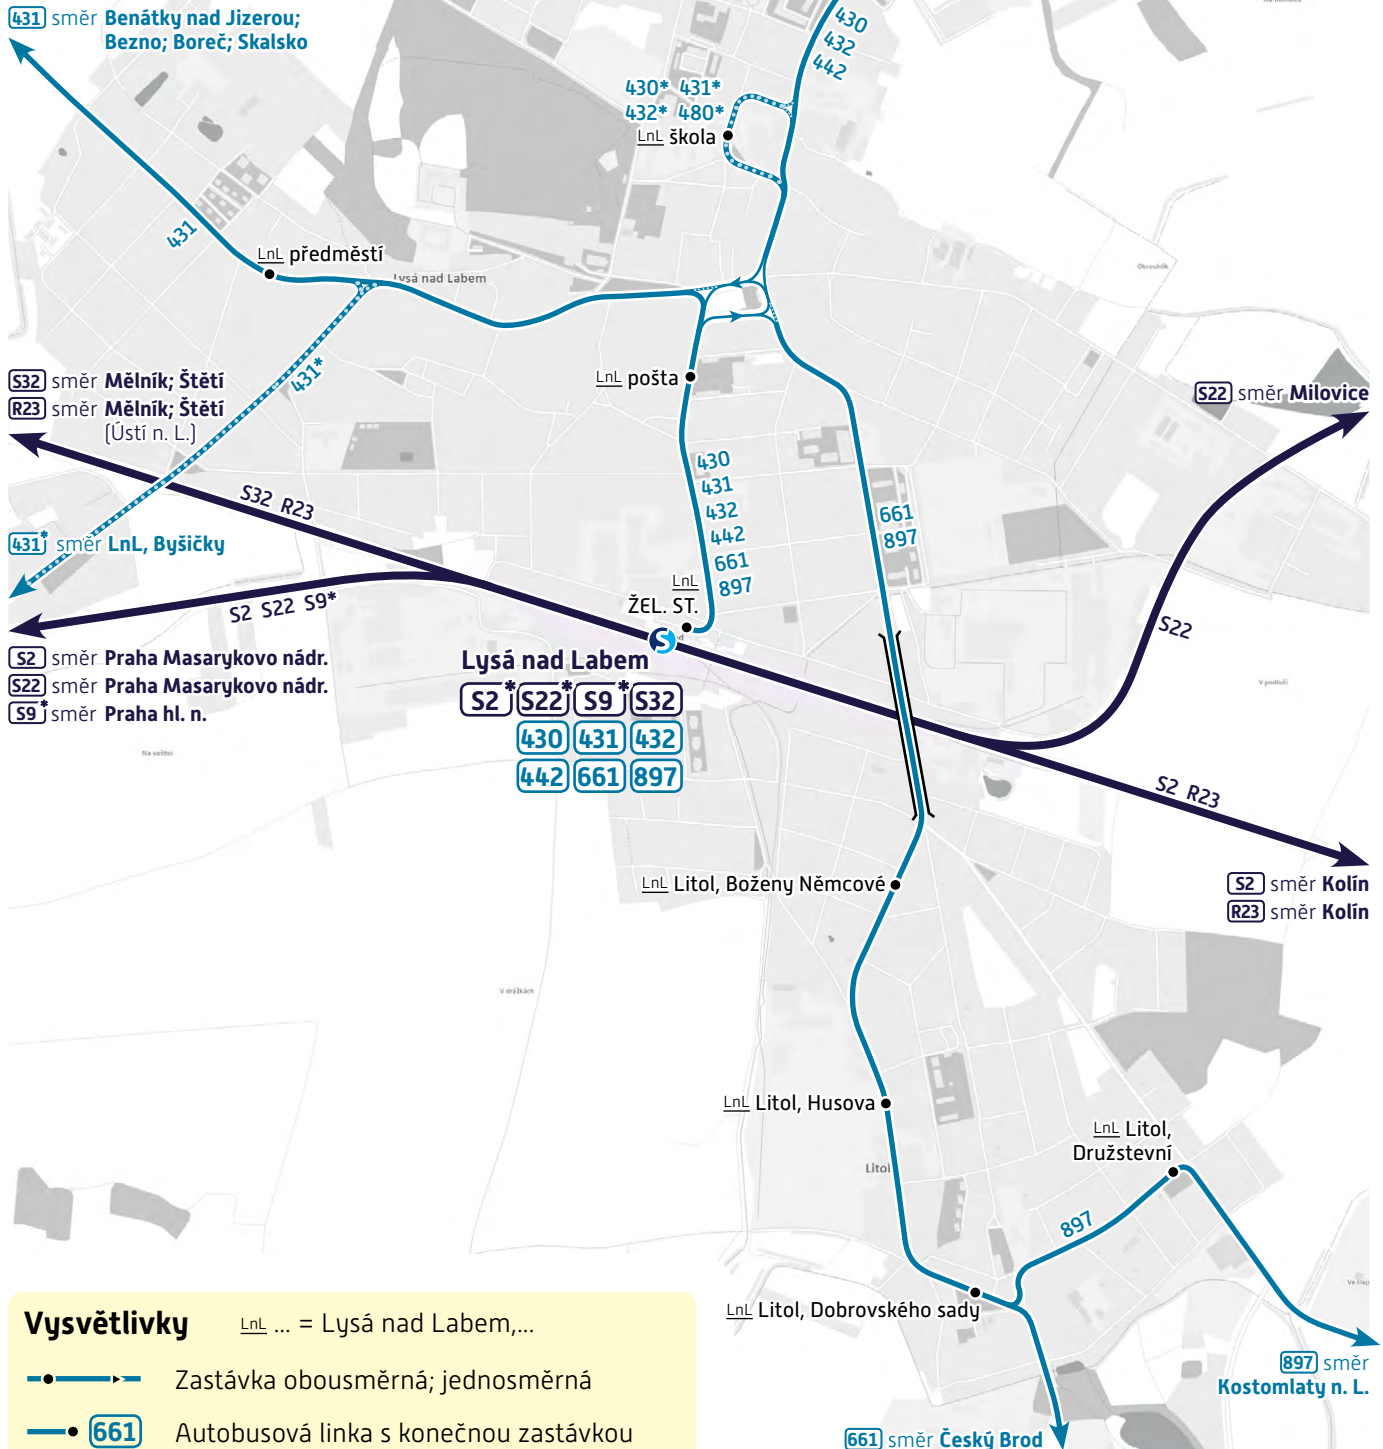 431 směr Benátky nad Jizerou;
Bezno; Boreč; Skalsko
430
432
442
430* 431*
432* 480*
LnL škola
431
LnL předměstí
Lysá nad Labem
Okrouhlík
431*
LnL pošta
S32 směr Mělník; Štětí
R23 směr Mělník; Štětí
(Ústí n. L.)
S22 směr Milovice
S32 R23
430
431
432
442
661
897
661
897
431* směr LnL, Byšičky
LnL
ŽEL. ST.
S2 S22 S9*
S22
S2 směr Praha Masarykovo nádr.
S22 směr Praha Masarykovo nádr.
S9* směr Praha hl. n.
Lysá nad Labem
S2* S22* S9* S32
430 431 432
442 661 897
Na vošttici
V podluší
S2 R23
LnL Litol, Boženy Němcové
S2 směr Kolín
R23 směr Kolín
V drážkách
LnL Litol, Husova
LnL Litol,
Družstevní
Litol
897
LnL Litol, Dobrovského sady
897 směr
Kostomlaty n. L.
661 směr Český Brod
Vysvětlivky LnL ... = Lysá nad Labem,...
Zastávka obousměrná; jednosměrná
661 Autobusová linka s konečnou zastávkou